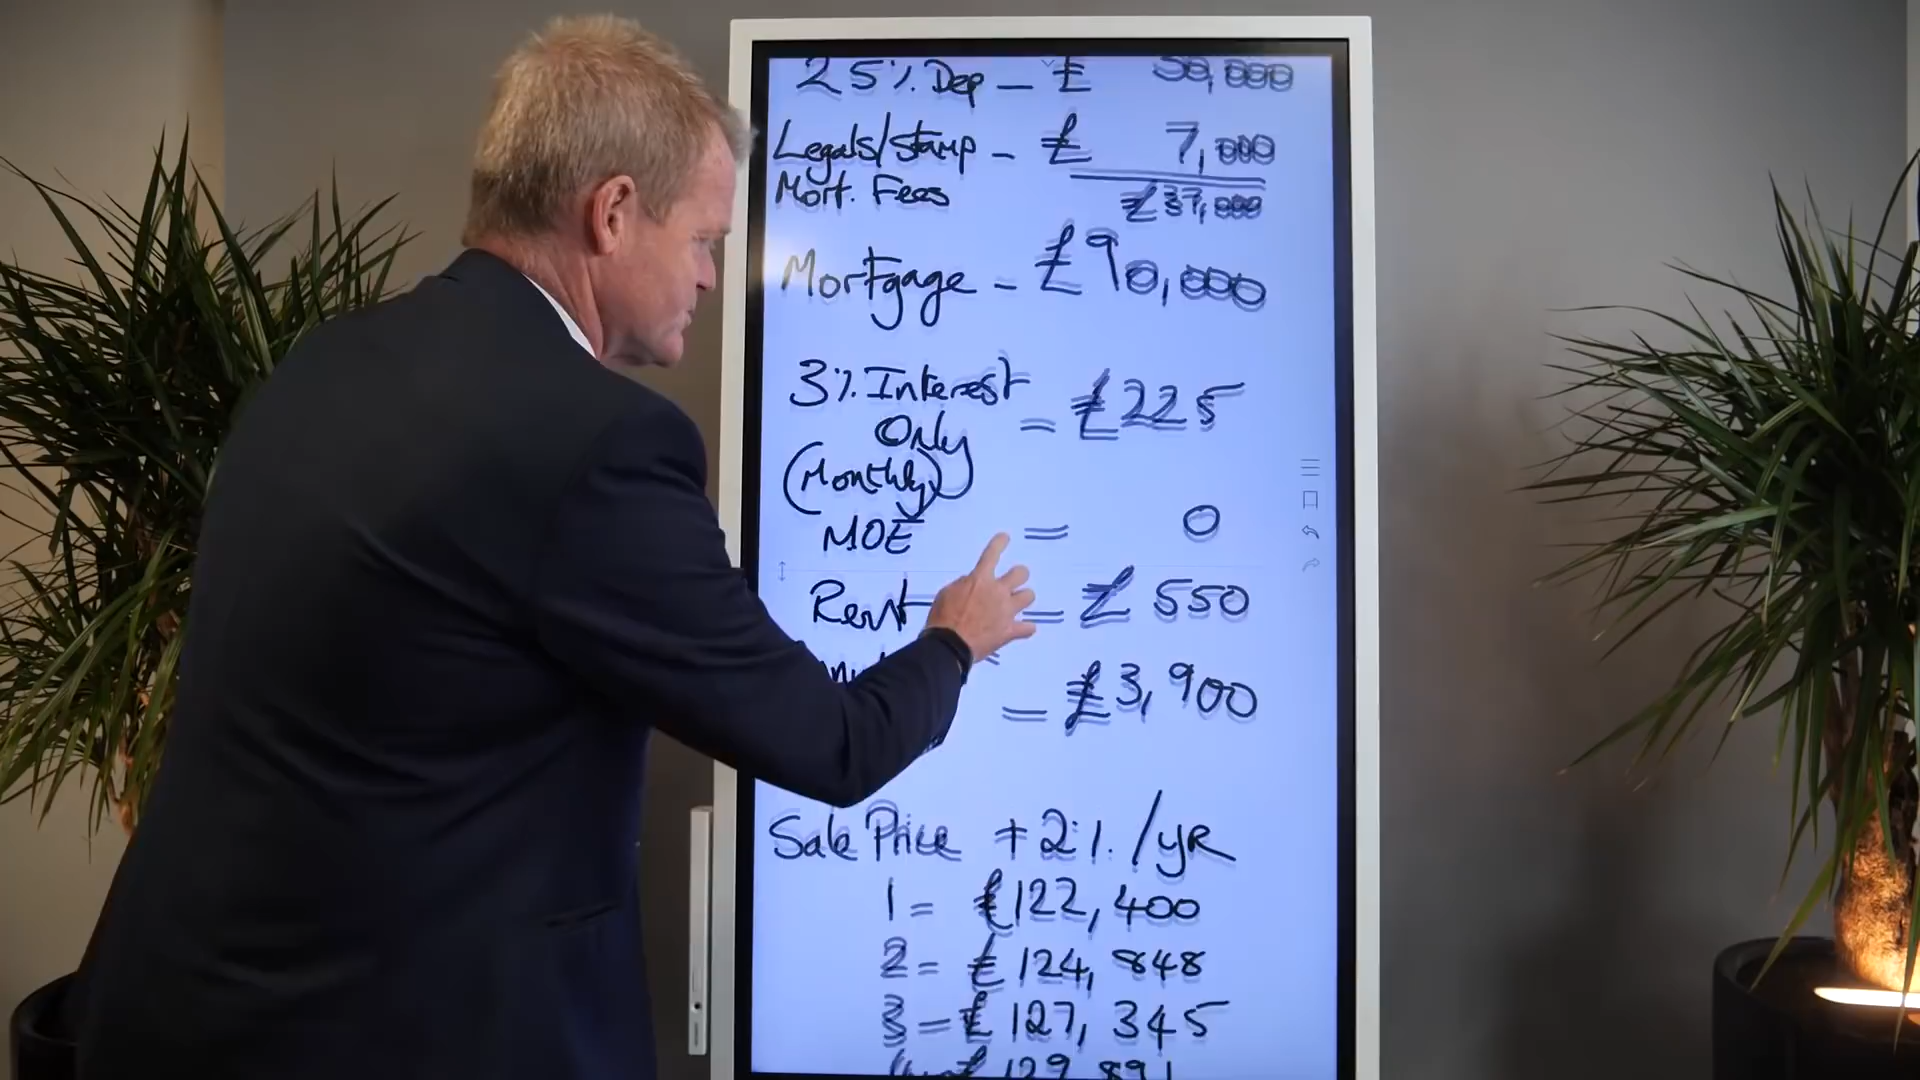 25% Dep — £ 30,000
Legals/Stamp — £ 7,000
Mort. Fees £37,000
Mortgage — £90,000
3% Interest Only = £225
(Monthly)
MOE = 0
Rent = £550
= £3,900
Sale Price +2% /yR
1 = £122,400
2 = £124,848
3 = £127,345
129,891